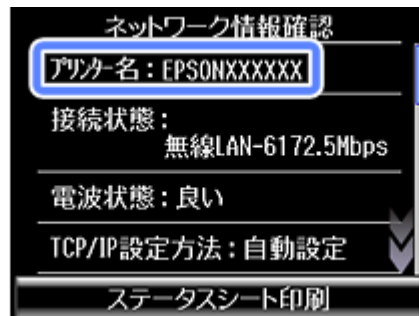 ネットワーク情報確認
プリンター名：EPSONXXXXXX
接続状態：
無線LAN-6172.5Mbps
電波状態：良い
TCP/IP設定方法：自動設定
ステータスシート印刷